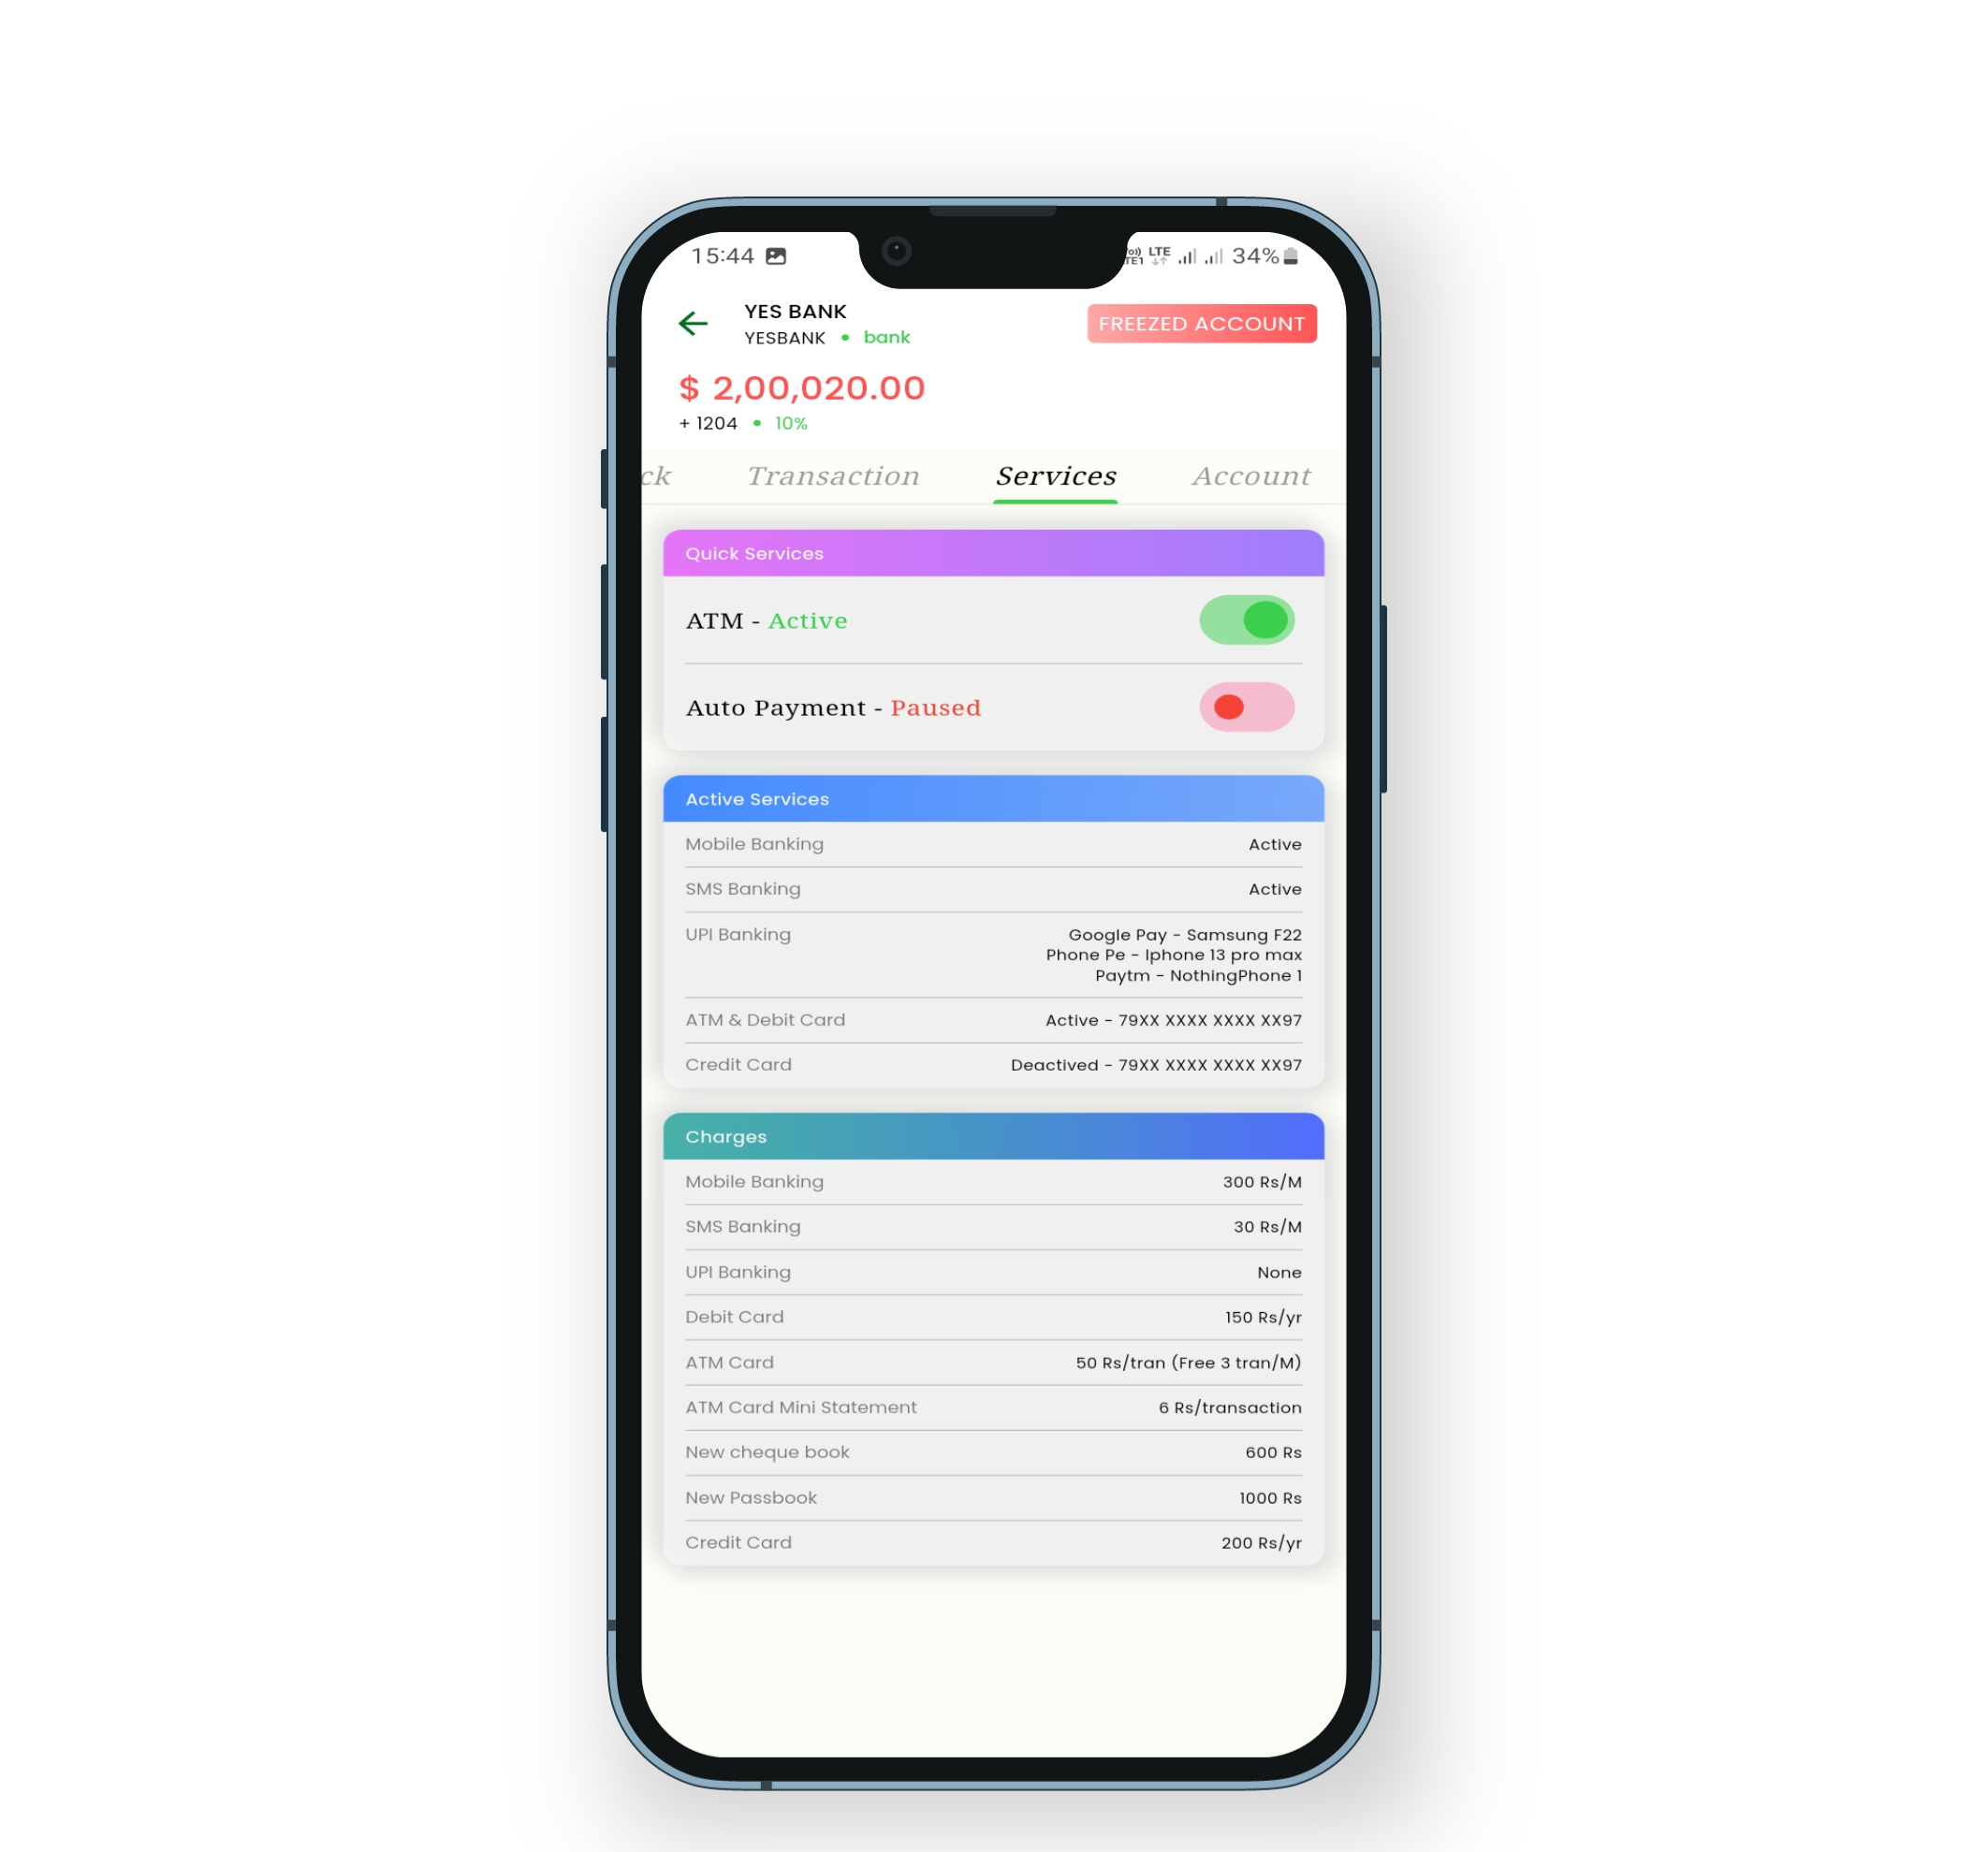 15:44
LTE
34%
YES BANK
FREEZED ACCOUNT
YESBANK • bank
$ 2,00,020.00
+ 1204 • 10%
ck Transaction Services Account
Quick Services
ATM - Active
Auto Payment - Paused
Active Services
Mobile Banking Active
SMS Banking Active
UPI Banking Google Pay - Samsung F22
Phone Pe - Iphone 13 pro max
Paytm - NothingPhone 1
ATM & Debit Card Active - 79XX XXXX XXXX XX97
Credit Card Deactived - 79XX XXXX XXXX XX97
Charges
Mobile Banking 300 Rs/M
SMS Banking 30 Rs/M
UPI Banking None
Debit Card 150 Rs/yr
ATM Card 50 Rs/tran (Free 3 tran/M)
ATM Card Mini Statement 6 Rs/transaction
New cheque book 600 Rs
New Passbook 1000 Rs
Credit Card 200 Rs/yr